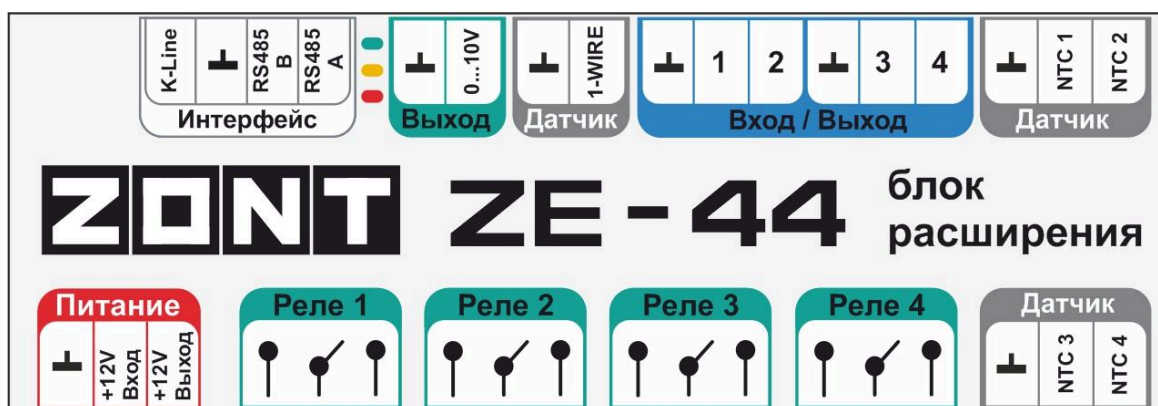 K-Line
RS485 B
RS485 A
0...10V
1-WIRE
1 2 3 4
NTC 1
NTC 2
Интерфейс Выход Датчик Вход / Выход Датчик
ZONT ZE-44 блок
расширения
Питание Реле 1 Реле 2 Реле 3 Реле 4 Датчик
+12V Вход
+12V Выход
NTC 3
NTC 4